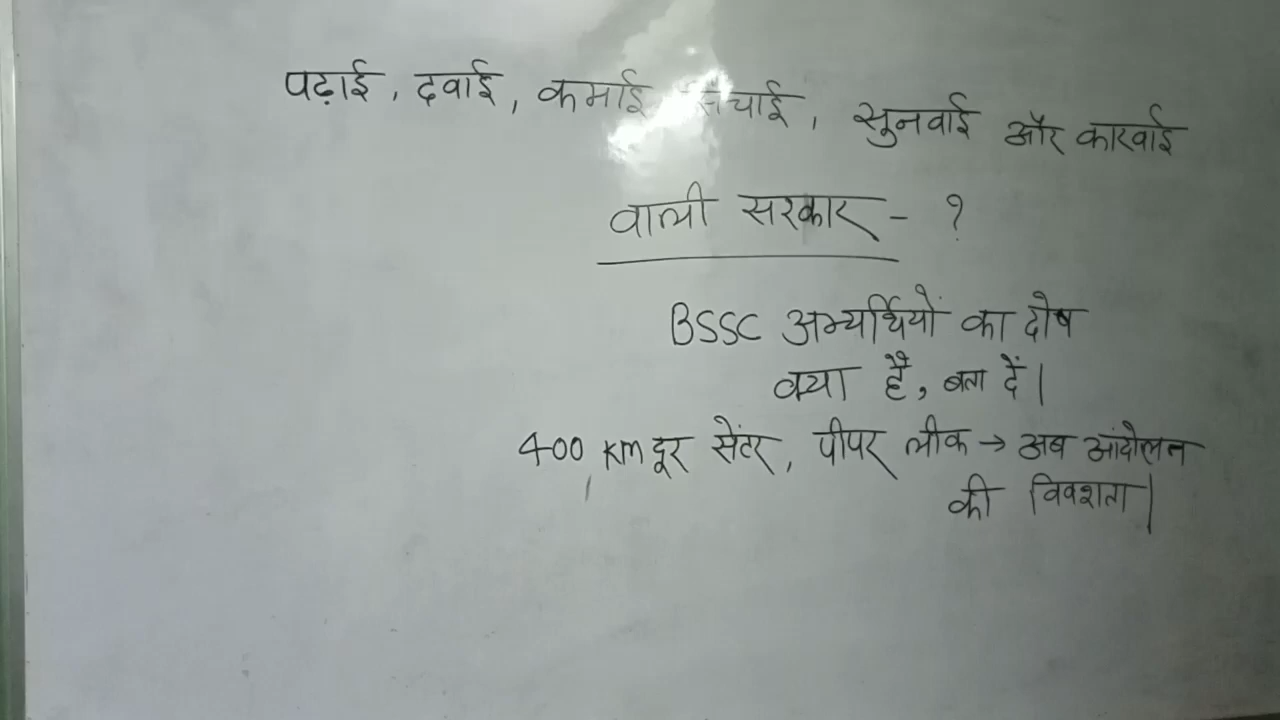 पढ़ाई, दवाई, कमाई सिंचाई, सुनवाई और कारवाई
वाली सरकार - ?
BSSC अभ्यर्थियों का दोष
क्या है, बता दें।
400 KM दूर सेंटर, पीपर लीक → अब आंदोलन
की विवशता।